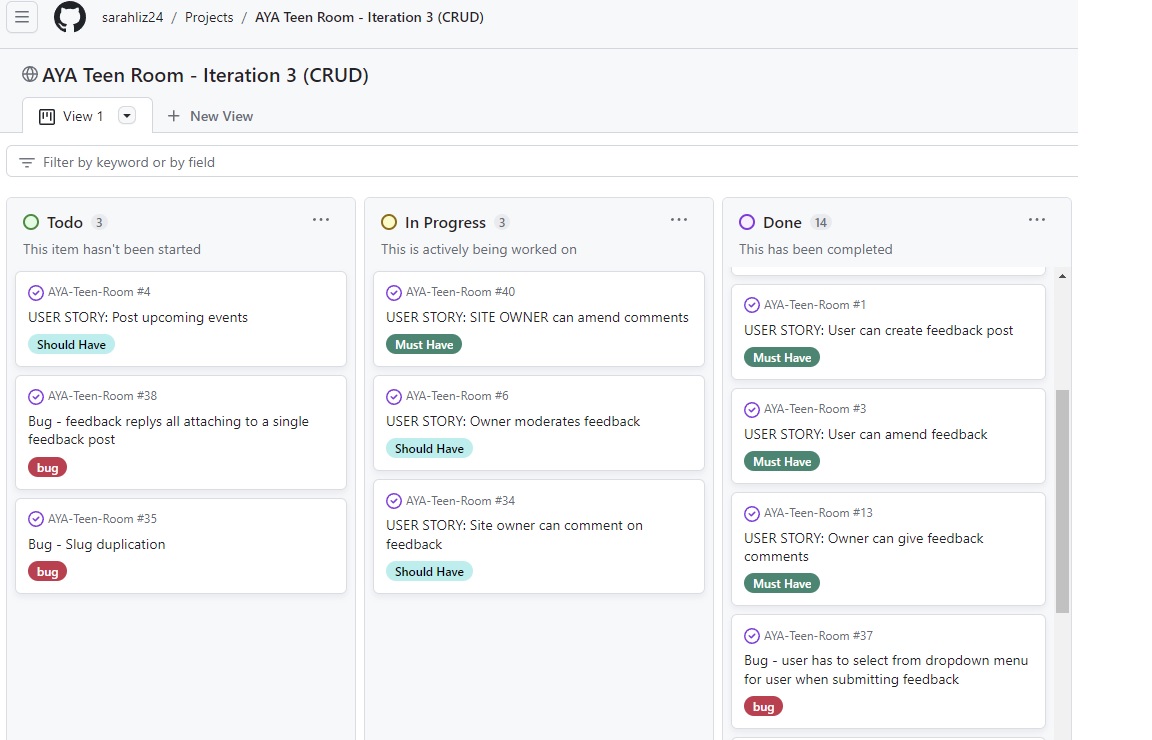 sarahliz24 / Projects / AYA Teen Room - Iteration 3 (CRUD)
AYA Teen Room - Iteration 3 (CRUD)
View 1
New View
Filter by keyword or by field
Todo 3
This item hasn't been started
AYA-Teen-Room #4
USER STORY: Post upcoming events
Should Have
AYA-Teen-Room #38
Bug - feedback replys all attaching to a single
feedback post
bug
AYA-Teen-Room #35
Bug - Slug duplication
bug
In Progress 3
This is actively being worked on
AYA-Teen-Room #40
USER STORY: SITE OWNER can amend comments
Must Have
AYA-Teen-Room #6
USER STORY: Owner moderates feedback
Should Have
AYA-Teen-Room #34
USER STORY: Site owner can comment on
feedback
Should Have
Done 14
This has been completed
AYA-Teen-Room #1
USER STORY: User can create feedback post
Must Have
AYA-Teen-Room #3
USER STORY: User can amend feedback
Must Have
AYA-Teen-Room #13
USER STORY: Owner can give feedback
comments
Must Have
AYA-Teen-Room #37
Bug - user has to select from dropdown menu
for user when submitting feedback
bug